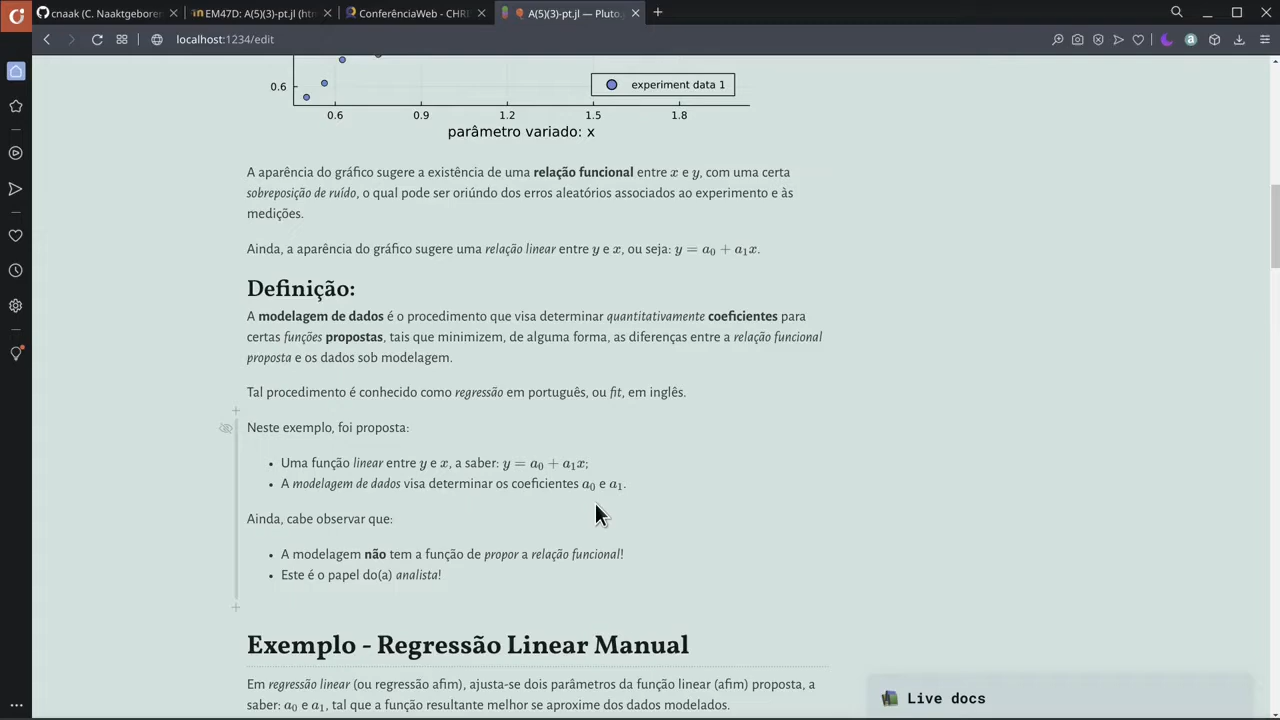 cnaak (C. Naaktgeboren
EM47D: A(5)(3)-pt.jl (ht
ConferênciaWeb - CHRI
A(5)(3)-pt.jl — Pluto.
localhost:1234/edit
0.6
experiment data 1
0.6 0.9 1.2 1.5 1.8
parâmetro variado: x
A aparência do gráfico sugere a existência de uma relação funcional entre x e y, com uma certa
sobreposição de ruído, o qual pode ser oriúndo dos erros aleatórios associados ao experimento e às
medições.
Ainda, a aparência do gráfico sugere uma relação linear entre y e x, ou seja: y = a₀ + a₁x.
Definição:
A modelagem de dados é o procedimento que visa determinar quantitativamente coeficientes para
certas funções propostas, tais que minimizem, de alguma forma, as diferenças entre a relação funcional
proposta e os dados sob modelagem.
Tal procedimento é conhecido como regressão em português, ou fit, em inglês.
Neste exemplo, foi proposta:
• Uma função linear entre y e x, a saber: y = a₀ + a₁x;
• A modelagem de dados visa determinar os coeficientes a₀ e a₁.
Ainda, cabe observar que:
• A modelagem não tem a função de propor a relação funcional!
• Este é o papel do(a) analista!
Exemplo - Regressão Linear Manual
Em regressão linear (ou regressão afim), ajusta-se dois parâmetros da função linear (afim) proposta, a
saber: a₀ e a₁, tal que a função resultante melhor se aproxime dos dados modelados.
Live docs